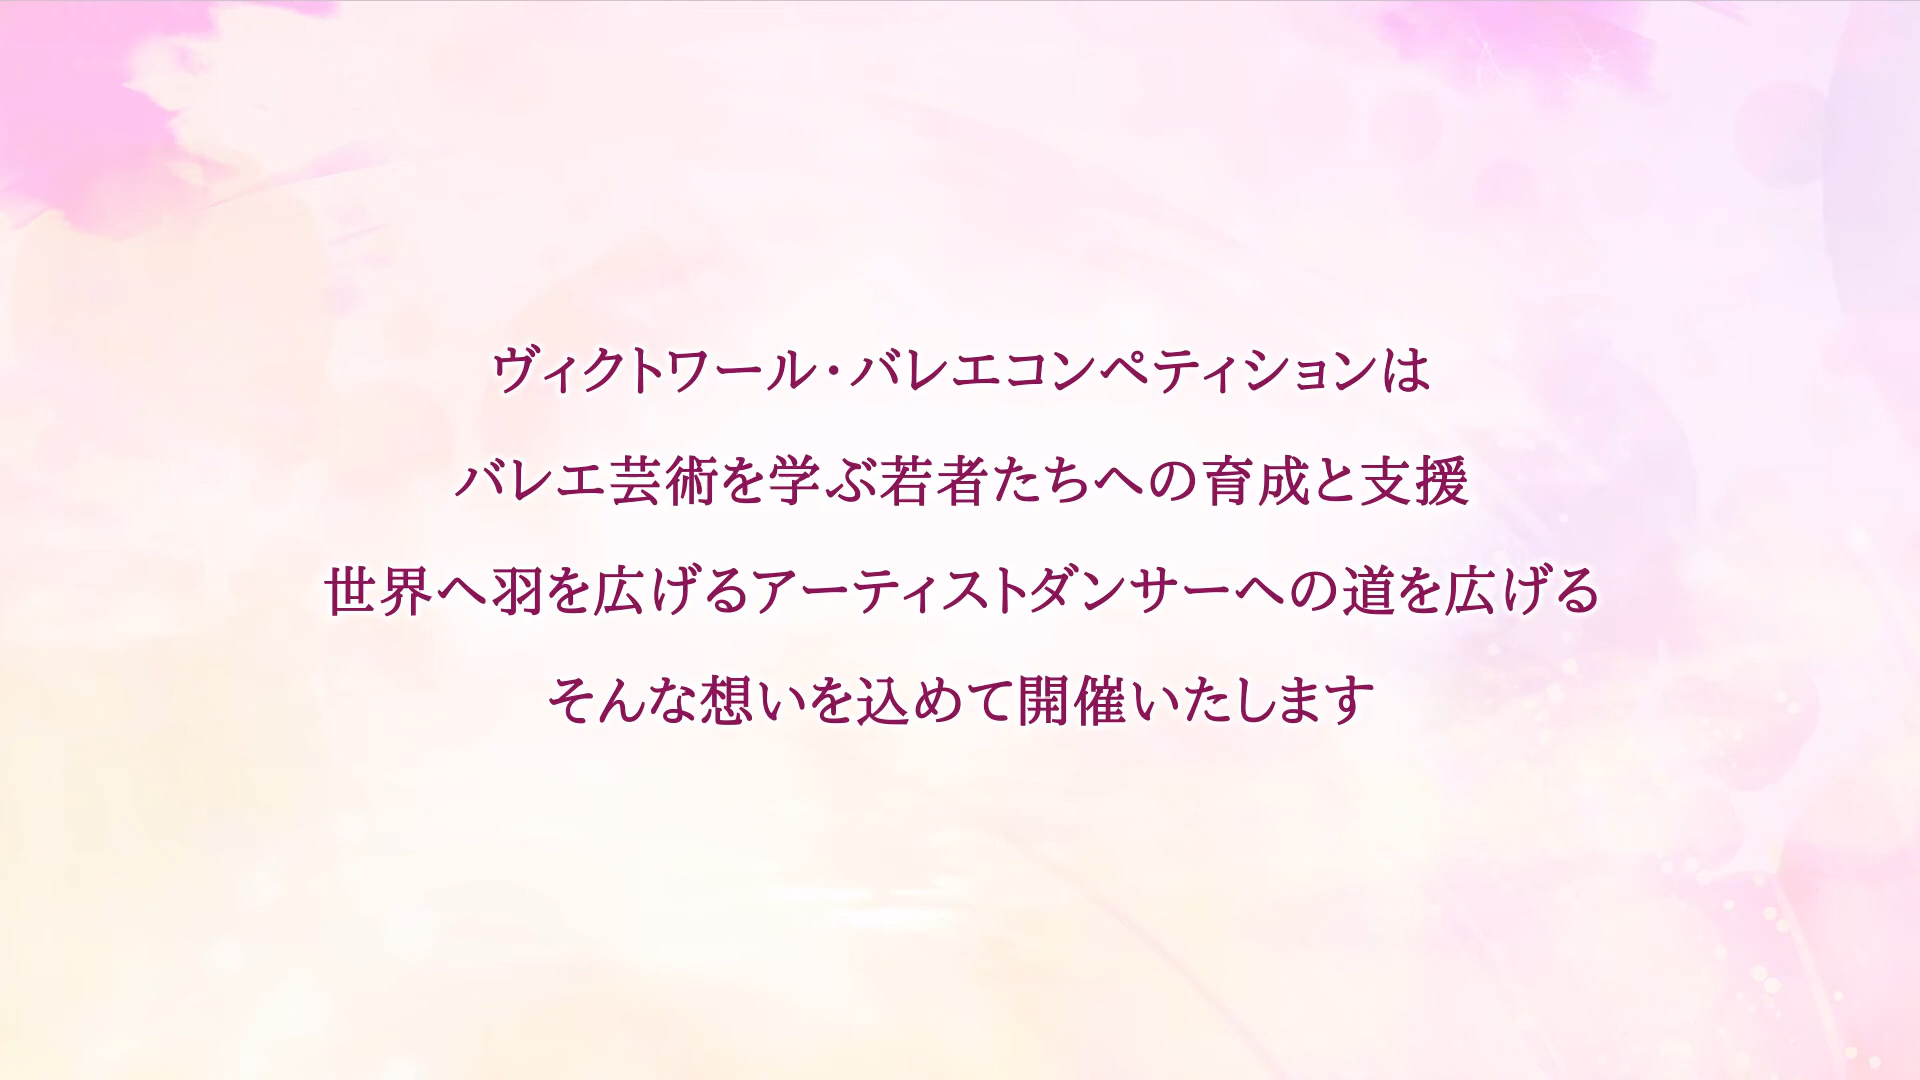 ヴィクトワール・バレエコンペティションは
バレエ芸術を学ぶ若者たちへの育成と支援
世界へ羽を広げるアーティストダンサーへの道を広げる
そんな想いを込めて開催いたします